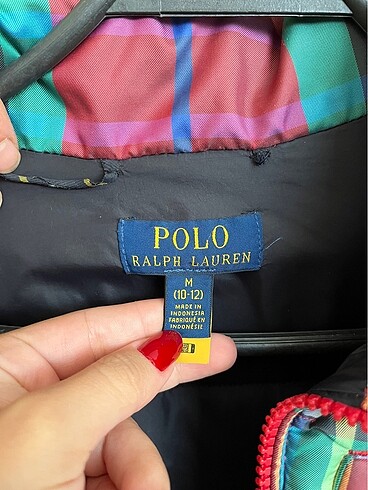 POLO
RALPH LAUREN
M
(10-12)
MADE IN
INDONESIA
FABRIQUÉ EN
INDONÉSIE